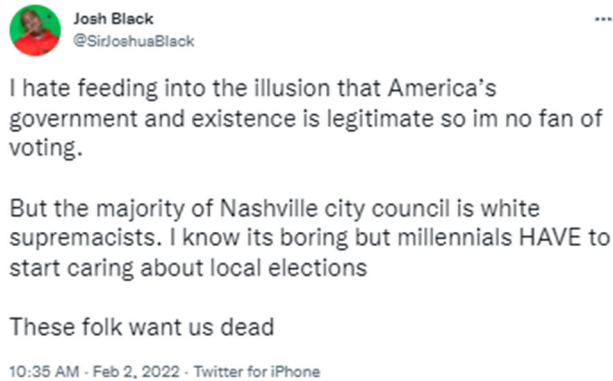 Josh Black
@SirJoshuaBlack
I hate feeding into the illusion that America's
government and existence is legitimate so im no fan of
voting.
But the majority of Nashville city council is white
supremacists. I know its boring but millennials HAVE to
start caring about local elections
These folk want us dead
10:35 AM · Feb 2, 2022 · Twitter for iPhone